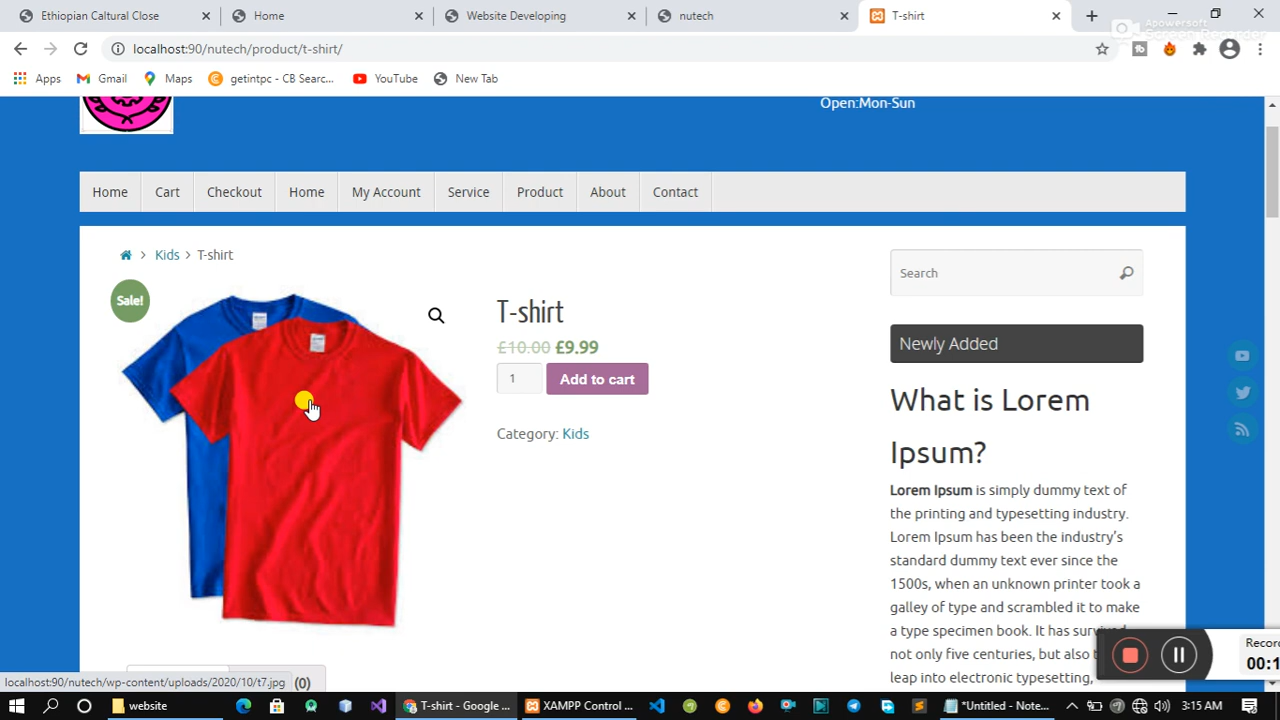 Ethiopian Caltural Close
Home
Website Developing
nutech
T-shirt
Apowersoft
Screen Recorder
localhost:90/nutech/product/t-shirt/
Apps
Gmail
Maps
getintpc - CB Searc...
YouTube
New Tab
Open:Mon-Sun
Home
Cart
Checkout
Home
My Account
Service
Product
About
Contact
Kids > T-shirt
Sale!
T-shirt
£10.00 £9.99
1
Add to cart
Category: Kids
Search
Newly Added
What is Lorem
Ipsum?
Lorem Ipsum is simply dummy text of
the printing and typesetting industry.
Lorem Ipsum has been the industry's
standard dummy text ever since the
1500s, when an unknown printer took a
galley of type and scrambled it to make
a type specimen book. It has
not only five centuries, but also
leap into electronic typesetting,
Record
00:1
localhost:90/nutech/wp-content/uploads/2020/10/t7.jpg
(0)
website
T-shirt - Google ...
XAMPP Control ...
*Untitled - Note...
3:15 AM